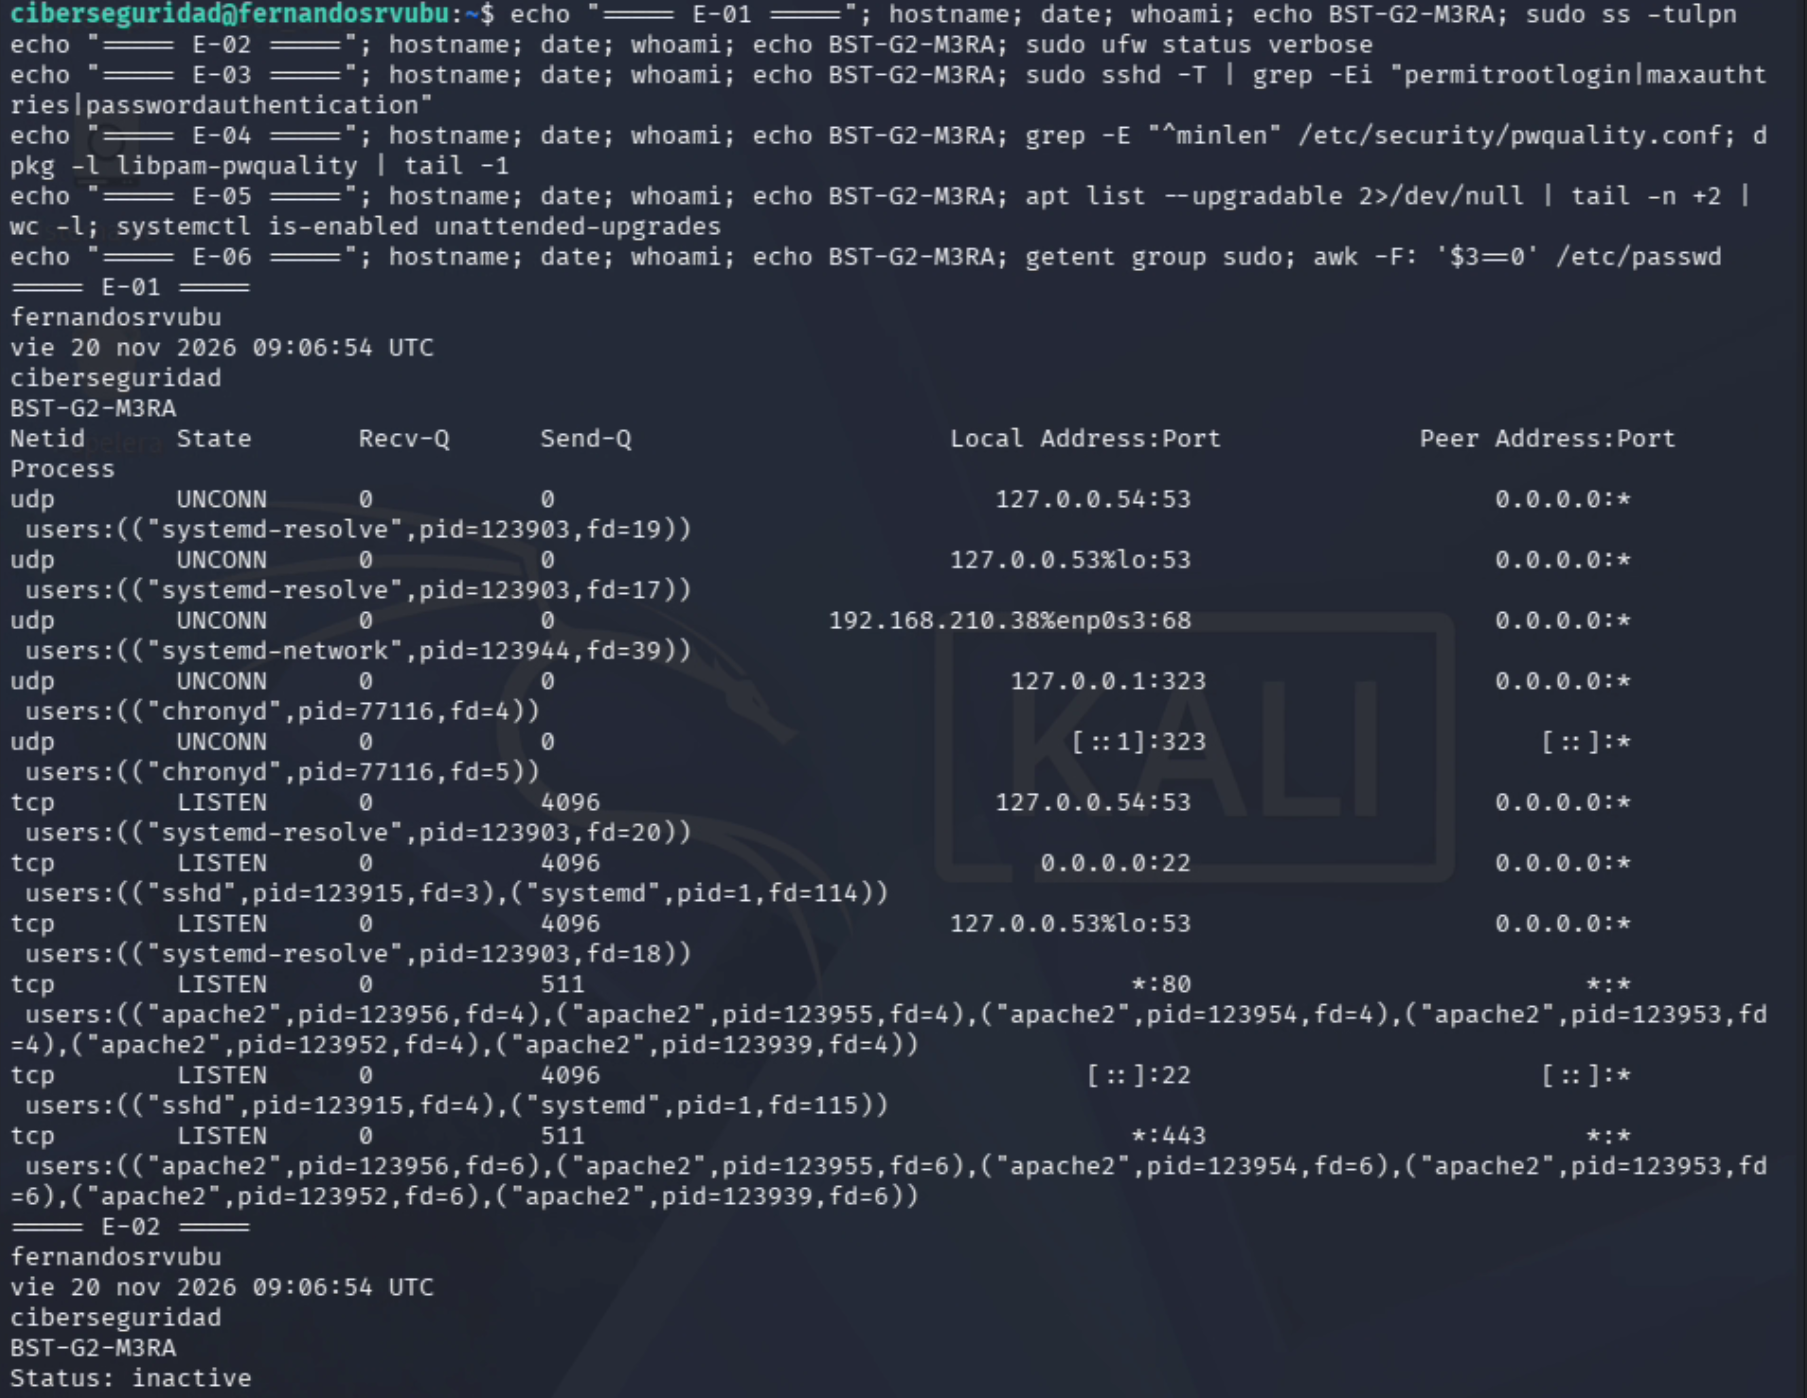 ciberseguridad@fernandosrvubu:~$ echo "===== E-01 ====="; hostname; date; whoami; echo BST-G2-M3RA; sudo ss -tulpn
echo "===== E-02 ====="; hostname; date; whoami; echo BST-G2-M3RA; sudo ufw status verbose
echo "===== E-03 ====="; hostname; date; whoami; echo BST-G2-M3RA; sudo sshd -T | grep -Ei "permitrootlogin|maxautht
ries|passwordauthentication"
echo "===== E-04 ====="; hostname; date; whoami; echo BST-G2-M3RA; grep -E "^minlen" /etc/security/pwquality.conf; d
pkg -l libpam-pwquality | tail -1
echo "===== E-05 ====="; hostname; date; whoami; echo BST-G2-M3RA; apt list --upgradable 2>/dev/null | tail -n +2 |
wc -l; systemctl is-enabled unattended-upgrades
echo "===== E-06 ====="; hostname; date; whoami; echo BST-G2-M3RA; getent group sudo; awk -F: '$3==0' /etc/passwd
===== E-01 =====
fernandosrvubu
vie 20 nov 2026 09:06:54 UTC
ciberseguridad
BST-G2-M3RA
Netid State Recv-Q Send-Q Local Address:Port Peer Address:Port
Process
udp UNCONN 0 0 127.0.0.54:53 0.0.0.0:*
users:(("systemd-resolve",pid=123903,fd=19))
udp UNCONN 0 0 127.0.0.53%lo:53 0.0.0.0:*
users:(("systemd-resolve",pid=123903,fd=17))
udp UNCONN 0 0 192.168.210.38%enp0s3:68 0.0.0.0:*
users:(("systemd-network",pid=123944,fd=39))
udp UNCONN 0 0 127.0.0.1:323 0.0.0.0:*
users:(("chronyd",pid=77116,fd=4))
udp UNCONN 0 0 [::1]:323 [::]:*
users:(("chronyd",pid=77116,fd=5))
tcp LISTEN 0 4096 127.0.0.54:53 0.0.0.0:*
users:(("systemd-resolve",pid=123903,fd=20))
tcp LISTEN 0 4096 0.0.0.0:22 0.0.0.0:*
users:(("sshd",pid=123915,fd=3),("systemd",pid=1,fd=114))
tcp LISTEN 0 4096 127.0.0.53%lo:53 0.0.0.0:*
users:(("systemd-resolve",pid=123903,fd=18))
tcp LISTEN 0 511 *:80 *:*
users:(("apache2",pid=123956,fd=4),("apache2",pid=123955,fd=4),("apache2",pid=123954,fd=4),("apache2",pid=123953,fd
=4),("apache2",pid=123952,fd=4),("apache2",pid=123939,fd=4))
tcp LISTEN 0 4096 [::]:22 [::]:*
users:(("sshd",pid=123915,fd=4),("systemd",pid=1,fd=115))
tcp LISTEN 0 511 *:443 *:*
users:(("apache2",pid=123956,fd=6),("apache2",pid=123955,fd=6),("apache2",pid=123954,fd=6),("apache2",pid=123953,fd
=6),("apache2",pid=123952,fd=6),("apache2",pid=123939,fd=6))
===== E-02 =====
fernandosrvubu
vie 20 nov 2026 09:06:54 UTC
ciberseguridad
BST-G2-M3RA
Status: inactive
KALI